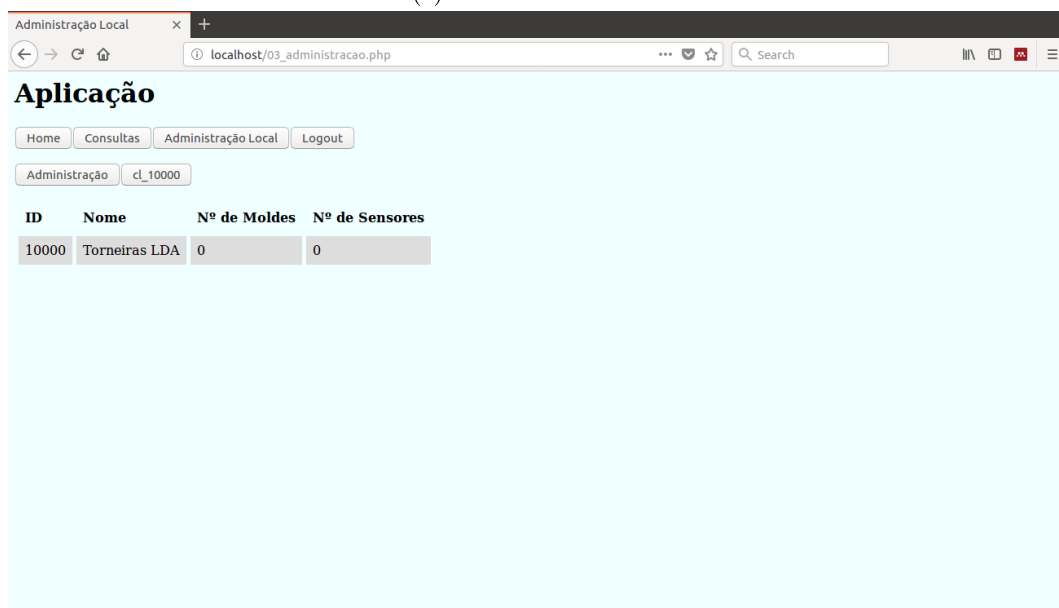 Administração Local
localhost/03_administracao.php
Search
Aplicação
Home Consultas Administração Local Logout
Administração cl_10000
ID Nome Nº de Moldes Nº de Sensores
10000 Torneiras LDA 0 0